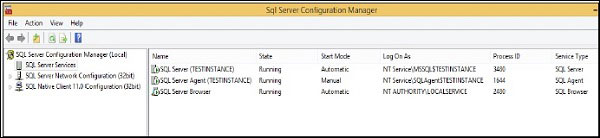 Sql Server Configuration Manager
File Action View Help
SQL Server Configuration Manager (Local)
SQL Server Services
SQL Server Network Configuration (32bit)
SQL Native Client 11.0 Configuration (32bit)
Name State Start Mode Log On As Process ID Service Type
SQL Server (TESTINSTANCE) Running Automatic NT Service\MSSQL$TESTINSTANCE 3400 SQL Server
SQL Server Agent (TESTINSTANCE) Running Manual NT Service\SQLAgent$TESTINSTANCE 1644 SQL Agent
SQL Server Browser Running Automatic NT AUTHORITY\LOCALSERVICE 2480 SQL Browser